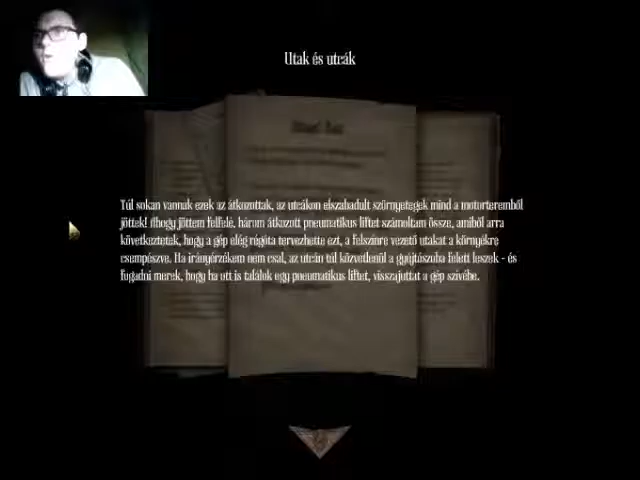 Utak és utcák
Túl sokan vannak ezek az átkozottak, az utcákon elszabadult szörnyetegek mind a motorteremből
jöttek! Ahogy jöttem felfelé, három átkozott pneumatikus liftet számoltam össze, amiből arra
következtetek, hogy a gép elég régóta tervezhette ezt, a felszínre vezető utakat a környékre
csempészve. Ha irányérzékem nem csal, az utcán túl közvetlenül a gyújtószoba felett leszek - és
fogadni merek, hogy ha ott is találok egy pneumatikus liftet, visszajuttat a gép szívébe.